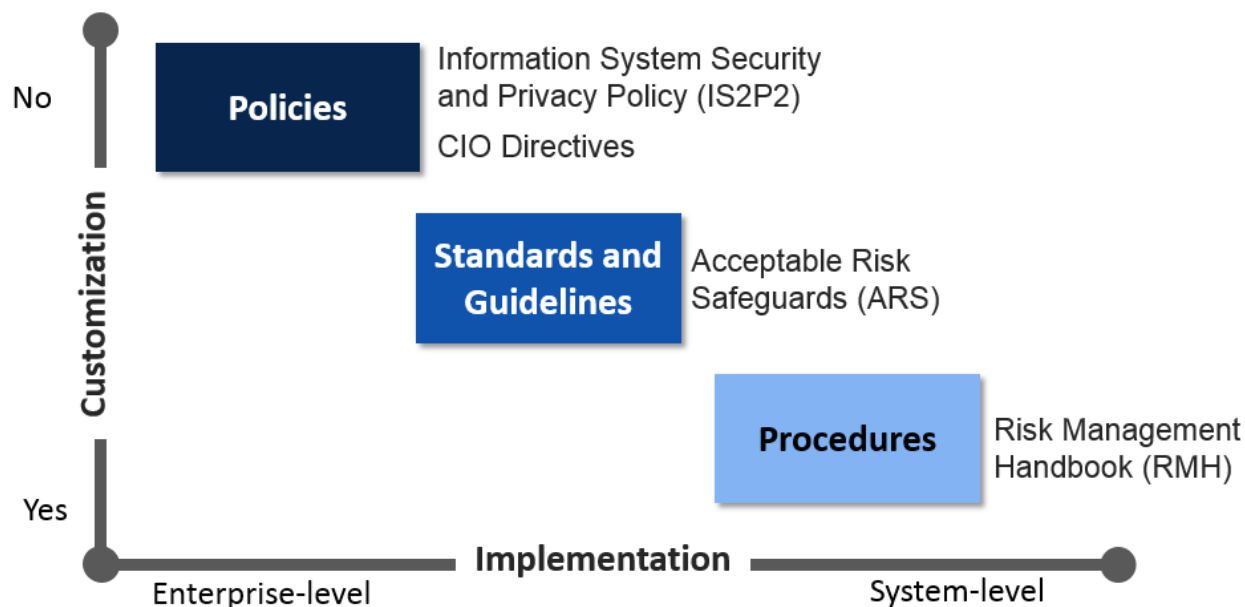 No
Policies
Information System Security
and Privacy Policy (IS2P2)
CIO Directives
Customization
Standards and
Guidelines
Acceptable Risk
Safeguards (ARS)
Procedures
Risk Management
Handbook (RMH)
Yes
Implementation
Enterprise-level
System-level